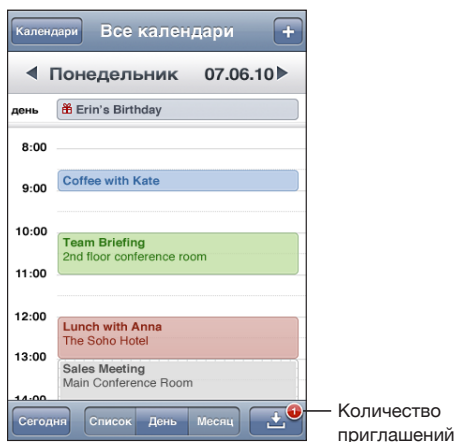 Календари Все календари +
Понедельник 07.06.10
день Erin's Birthday
8:00
Coffee with Kate
9:00
10:00
Team Briefing
2nd floor conference room
11:00
12:00
Lunch with Anna
The Soho Hotel
13:00
Sales Meeting
Main Conference Room
14:00
Сегодня Список День Месяц 1
Количество
приглашений